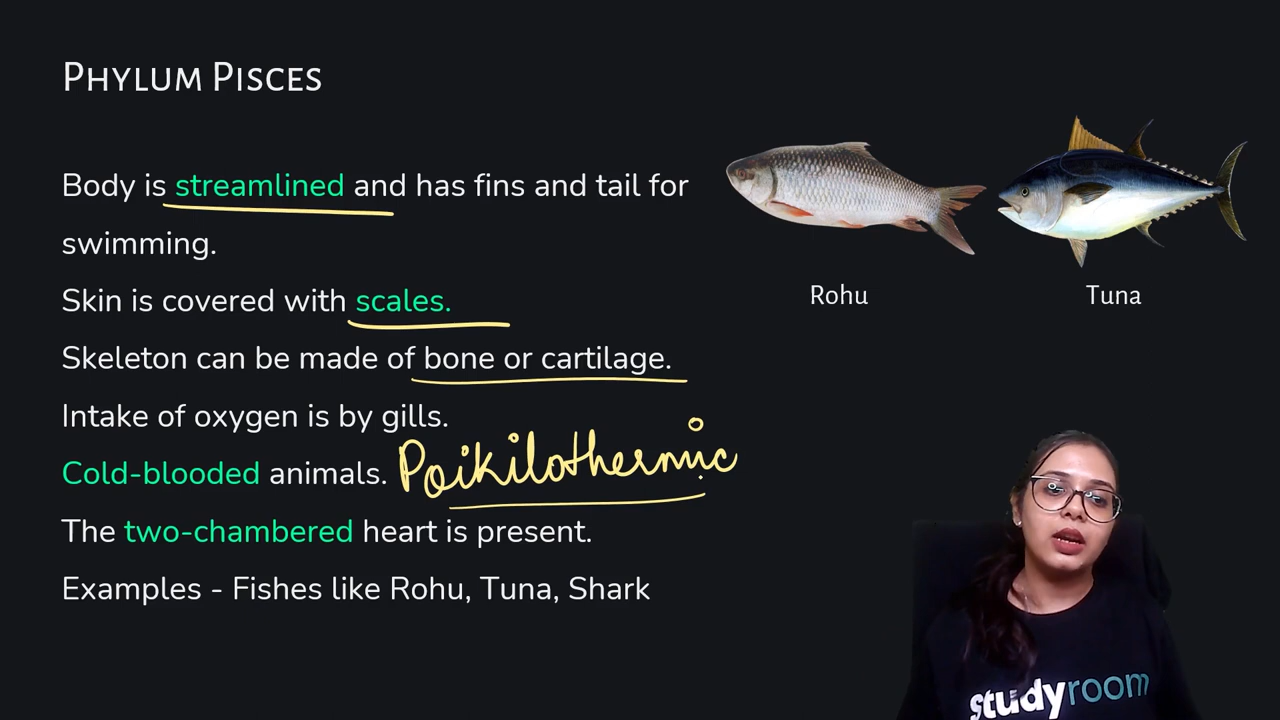 Phylum Pisces
Body is streamlined and has fins and tail for
swimming.
Skin is covered with scales.
Skeleton can be made of bone or cartilage.
Intake of oxygen is by gills.
Cold-blooded animals. Poikilothermic
The two-chambered heart is present.
Examples - Fishes like Rohu, Tuna, Shark
Rohu
Tuna
studyroom